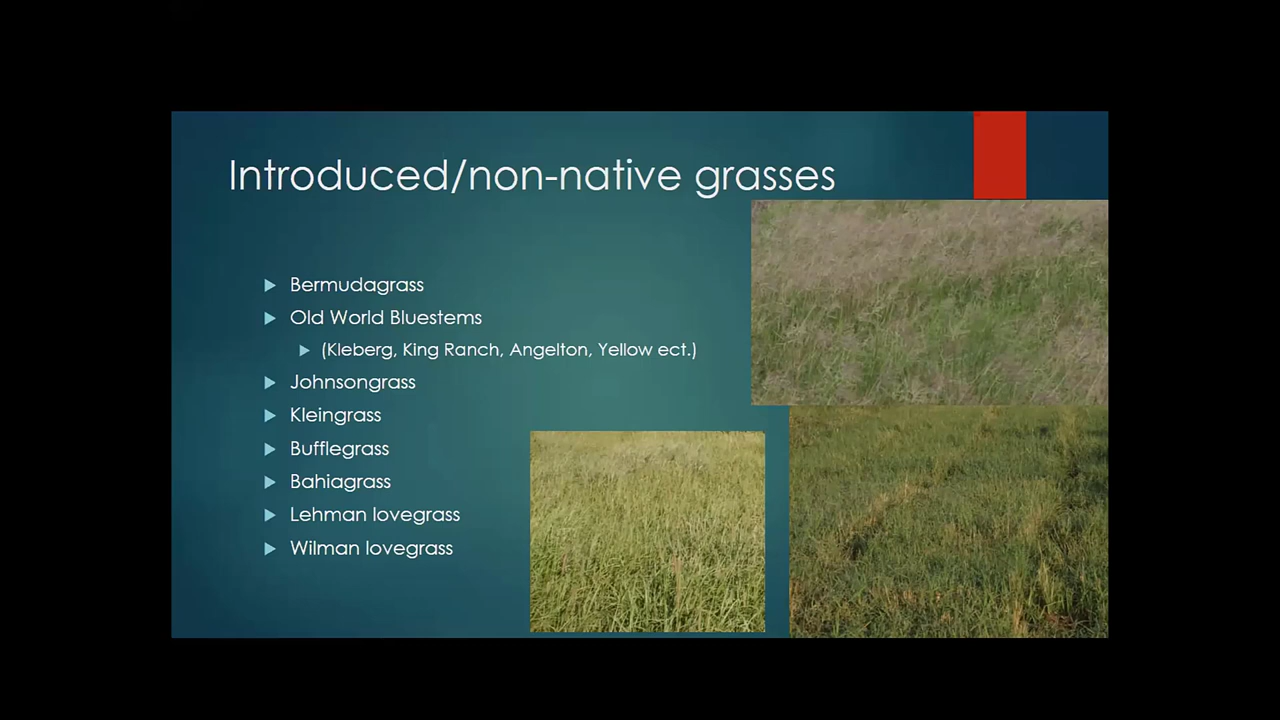 Introduced/non-native grasses
Bermudagrass
Old World Bluestems
(Kleberg, King Ranch, Angelton, Yellow ect.)
Johnsongrass
Kleingrass
Bufflegrass
Bahiagrass
Lehman lovegrass
Wilman lovegrass